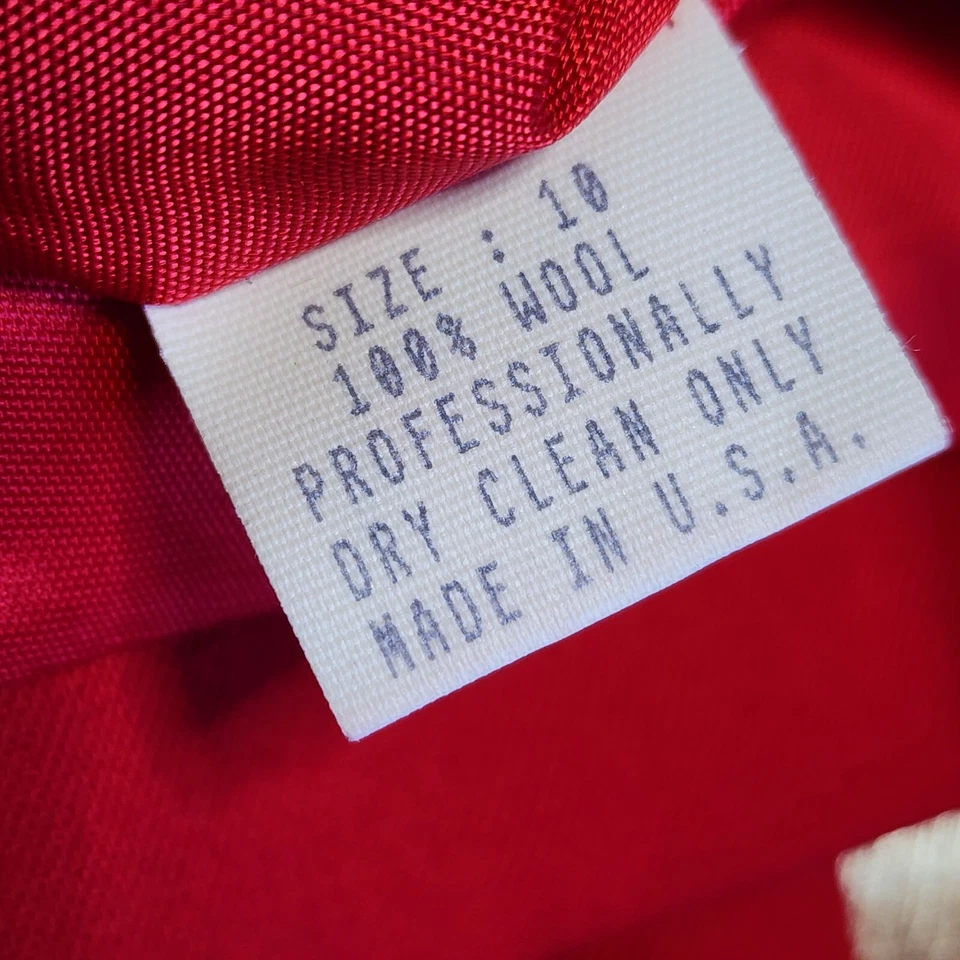 SIZE : 10
100% WOOL
PROFESSIONALLY
DRY CLEAN ONLY
MADE IN U.S.A.